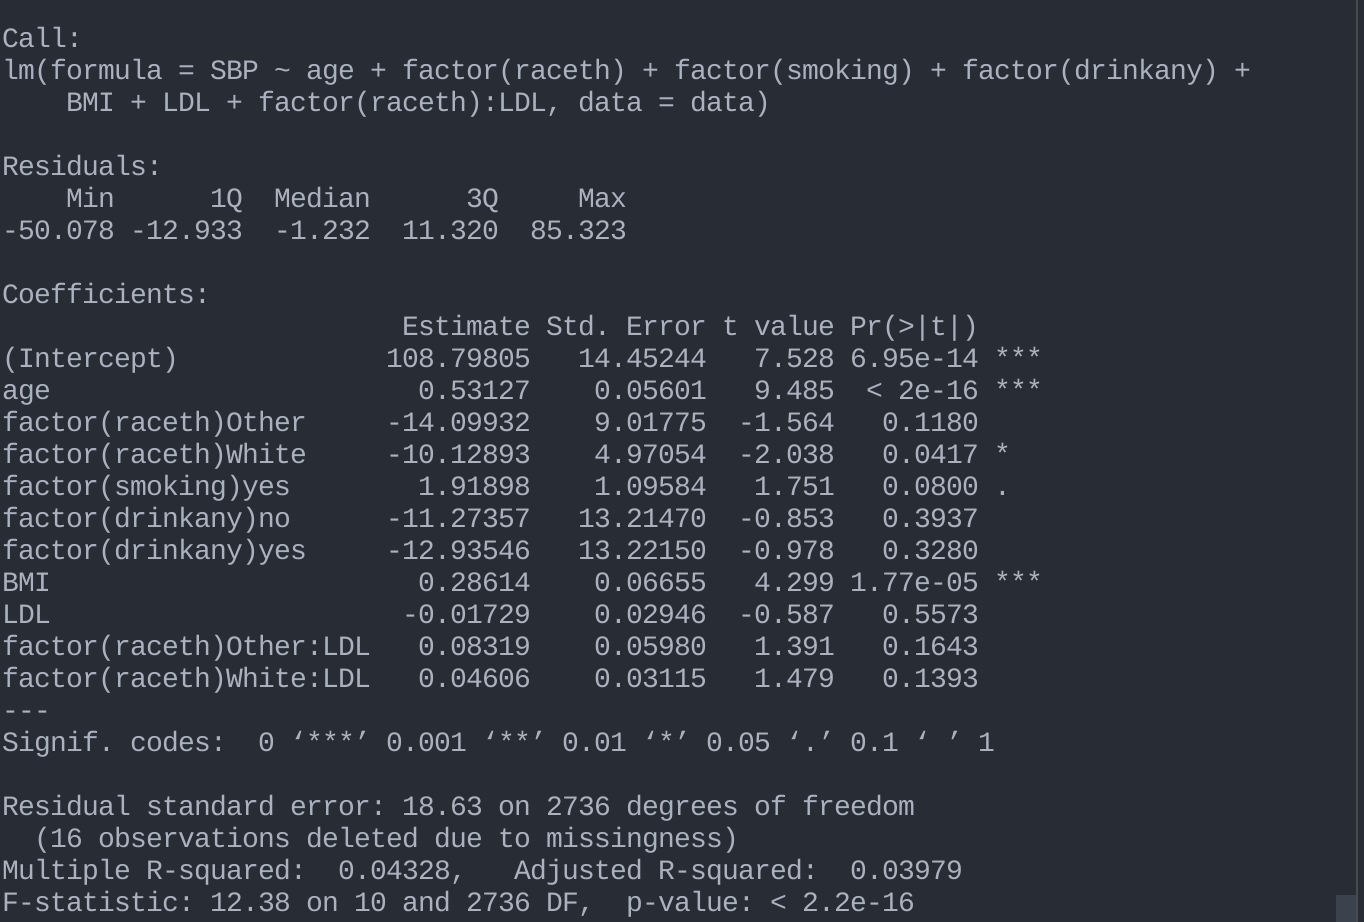 Call:
lm(formula = SBP ~ age + factor(raceth) + factor(smoking) + factor(drinkany) +
    BMI + LDL + factor(raceth):LDL, data = data)
Residuals:
    Min      1Q  Median      3Q     Max
-50.078 -12.933  -1.232  11.320  85.323
Coefficients:
                         Estimate Std. Error t value Pr(>|t|)
(Intercept)             108.79805   14.45244   7.528 6.95e-14 ***
age                       0.53127    0.05601   9.485  < 2e-16 ***
factor(raceth)Other     -14.09932    9.01775  -1.564   0.1180
factor(raceth)White     -10.12893    4.97054  -2.038   0.0417 *
factor(smoking)yes        1.91898    1.09584   1.751   0.0800 .
factor(drinkany)no      -11.27357   13.21470  -0.853   0.3937
factor(drinkany)yes     -12.93546   13.22150  -0.978   0.3280
BMI                       0.28614    0.06655   4.299 1.77e-05 ***
LDL                      -0.01729    0.02946  -0.587   0.5573
factor(raceth)Other:LDL   0.08319    0.05980   1.391   0.1643
factor(raceth)White:LDL   0.04606    0.03115   1.479   0.1393
---
Signif. codes:  0 ‘***’ 0.001 ‘**’ 0.01 ‘*’ 0.05 ‘.’ 0.1 ‘ ’ 1
Residual standard error: 18.63 on 2736 degrees of freedom
  (16 observations deleted due to missingness)
Multiple R-squared:  0.04328,   Adjusted R-squared:  0.03979
F-statistic: 12.38 on 10 and 2736 DF,  p-value: < 2.2e-16